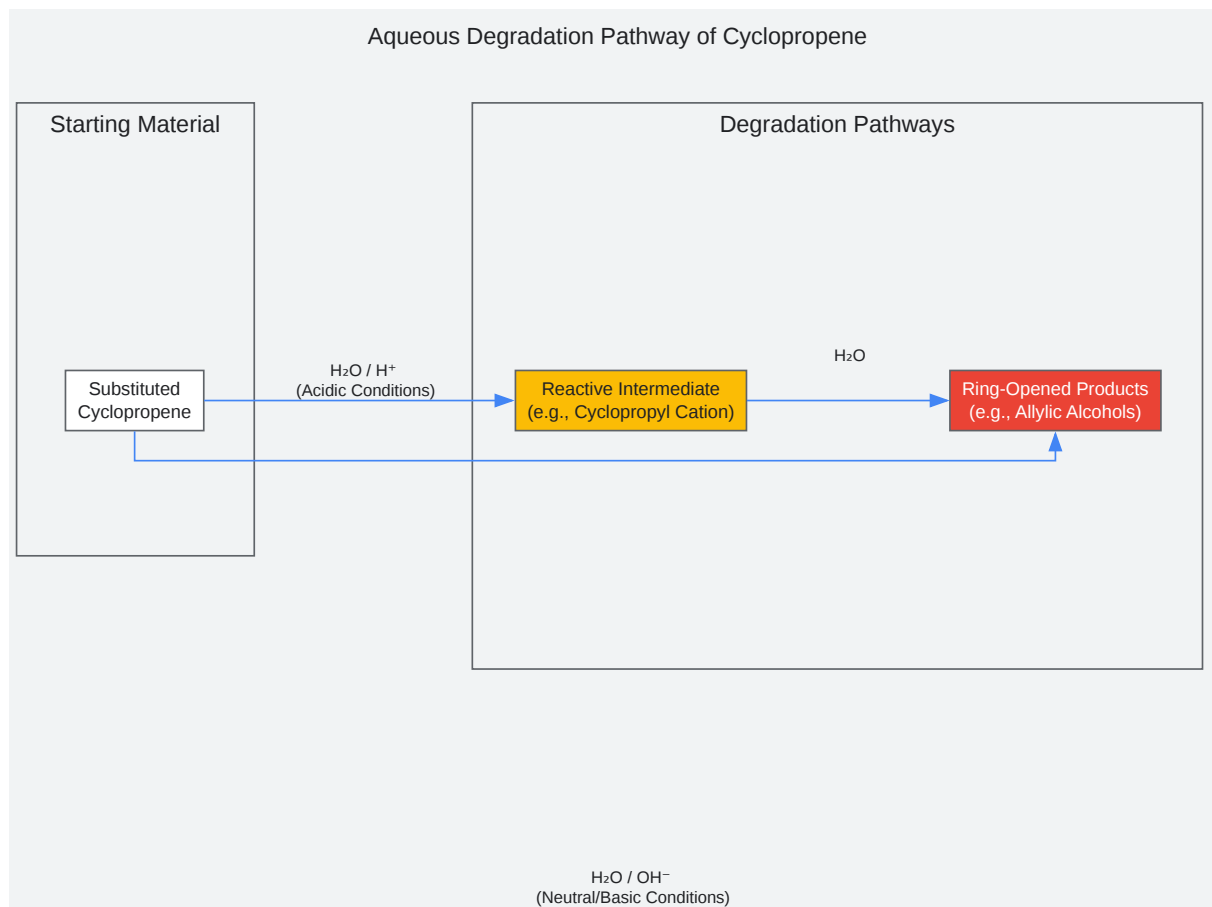 Aqueous Degradation Pathway of Cyclopropene
Starting Material
Degradation Pathways
H₂O / H⁺
(Acidic Conditions)
H₂O
Substituted
Cyclopropene
Reactive Intermediate
(e.g., Cyclopropyl Cation)
Ring-Opened Products
(e.g., Allylic Alcohols)
H₂O / OH⁻
(Neutral/Basic Conditions)